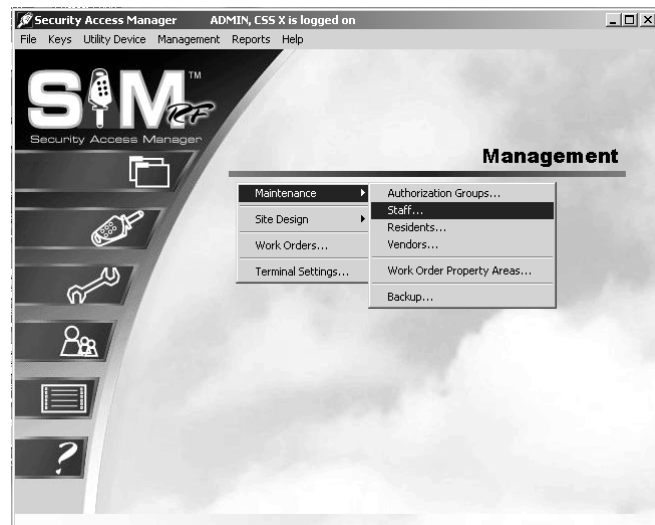 Security Access Manager ADMIN, CSS X is logged on
File Keys Utility Device Management Reports Help
SAM TM
RF
Security Access Manager
Management
Maintenance
Site Design
Work Orders...
Terminal Settings...
Authorization Groups...
Staff...
Residents...
Vendors...
Work Order Property Areas...
Backup...
?